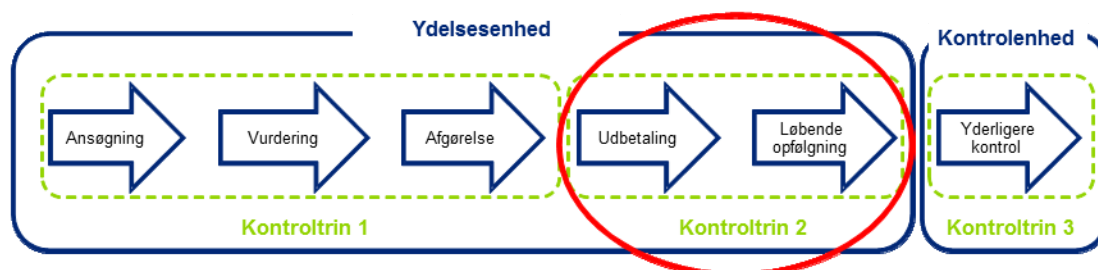 Ydelsesenhed
Kontrolenhed
Ansøgning
Vurdering
Afgørelse
Udbetaling
Løbende
opfølgning
Yderligere
kontrol
Kontroltrin 1
Kontroltrin 2
Kontroltrin 3